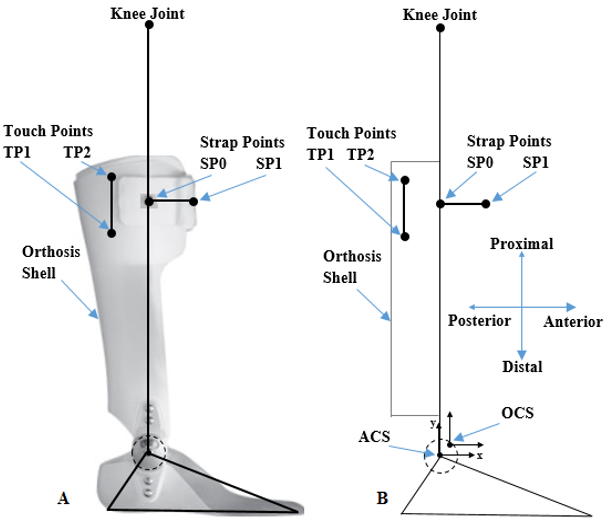 Knee Joint
Touch Points
TP1 TP2
Strap Points
SP0 SP1
Orthosis
Shell
A
Knee Joint
Touch Points
TP1 TP2
Strap Points
SP0 SP1
Orthosis
Shell
Proximal
Posterior Anterior
Distal
OCS
ACS
y
x
B